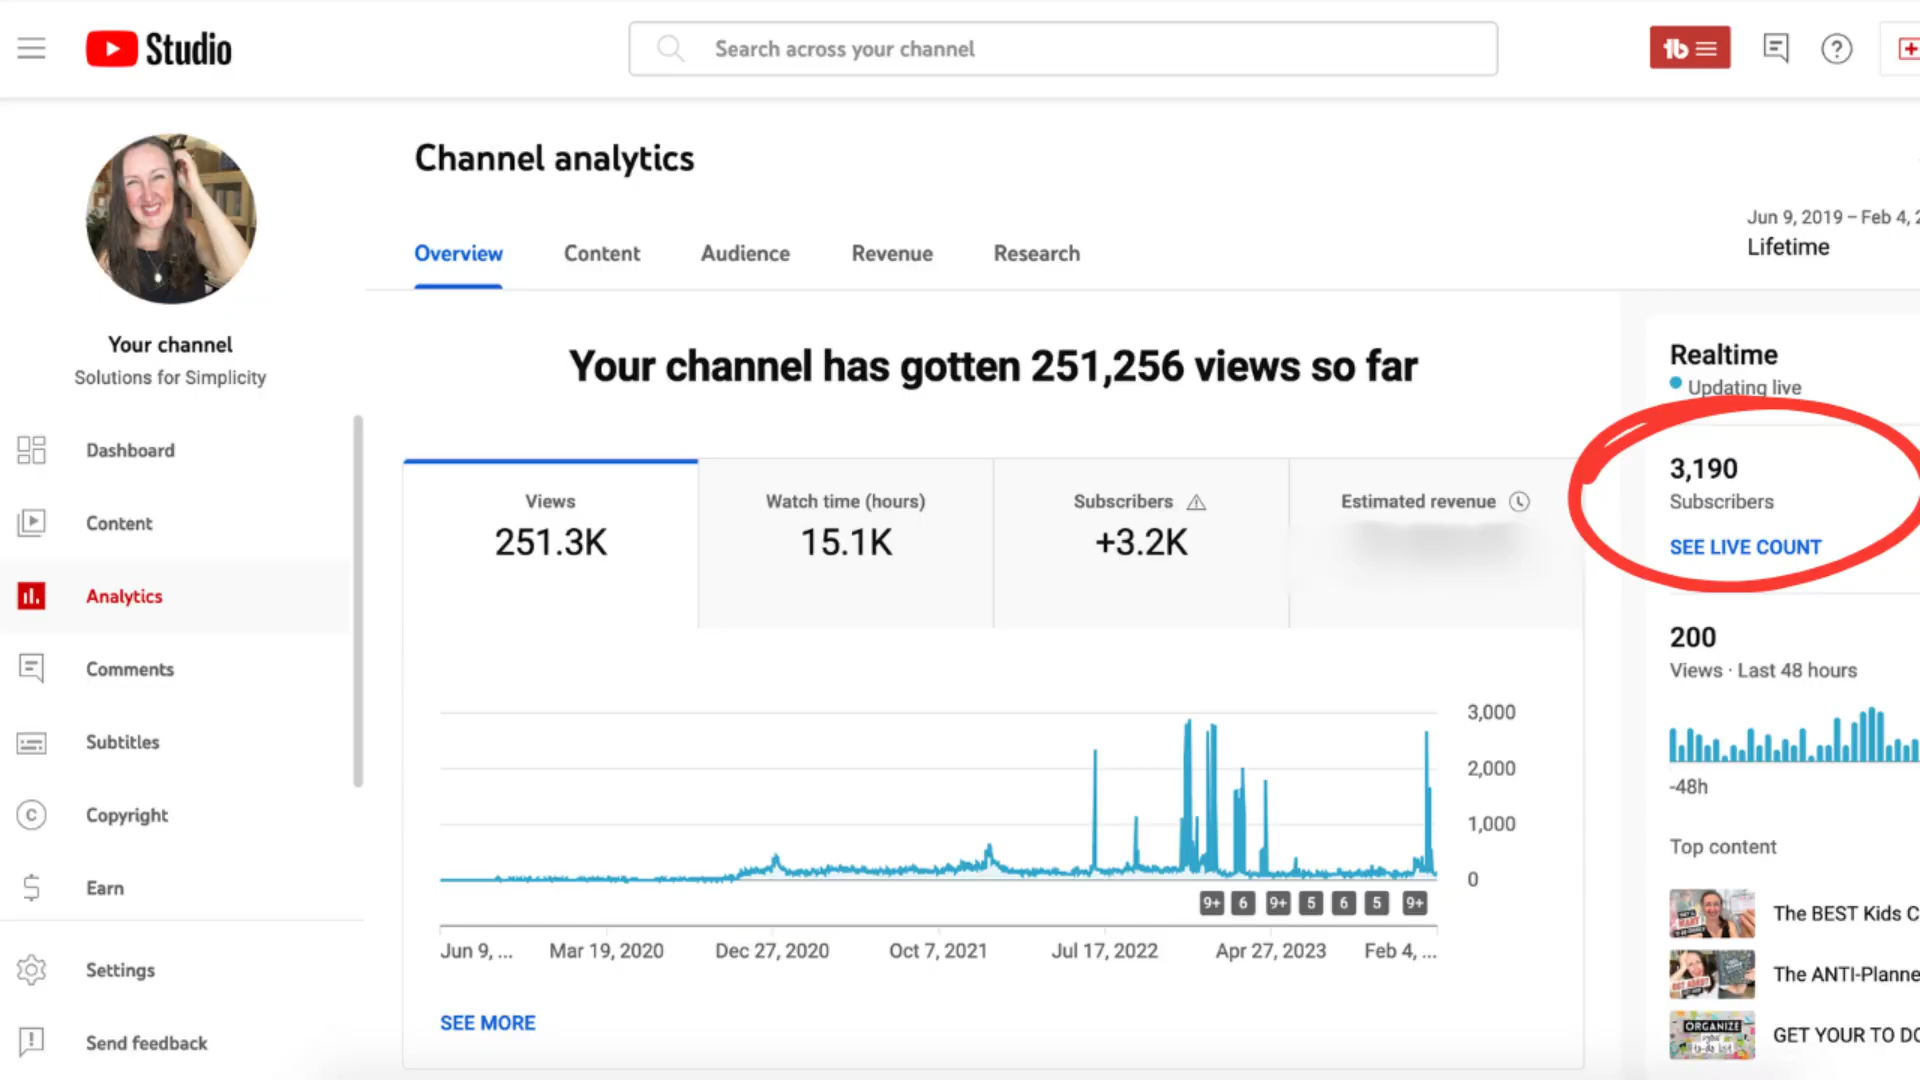 Studio
Search across your channel
Channel analytics
Jun 9, 2019 – Feb 4, 2
Lifetime
Overview
Content
Audience
Revenue
Research
Your channel
Solutions for Simplicity
Dashboard
Content
Analytics
Comments
Subtitles
Copyright
Earn
Settings
Send feedback
Your channel has gotten 251,256 views so far
Views
251.3K
Watch time (hours)
15.1K
Subscribers
+3.2K
Estimated revenue
3,000
2,000
1,000
0
9+ 6 9+ 5 6 5 9+
Jun 9, ... Mar 19, 2020 Dec 27, 2020 Oct 7, 2021 Jul 17, 2022 Apr 27, 2023 Feb 4, ...
SEE MORE
Realtime
Updating live
3,190
Subscribers
SEE LIVE COUNT
200
Views · Last 48 hours
-48h
Top content
The BEST Kids C
The ANTI-Planne
ORGANIZE
to-do list
GET YOUR TO DO